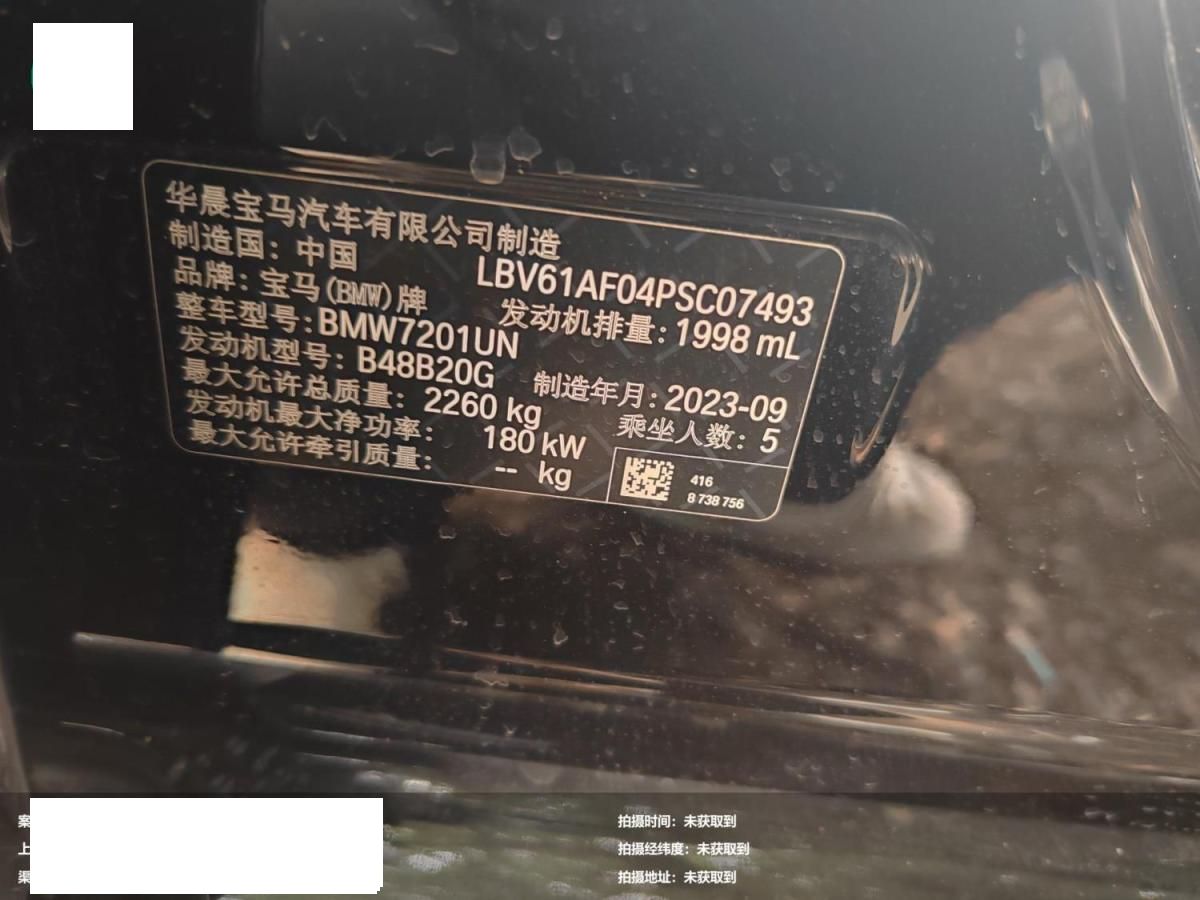 华晨宝马汽车有限公司制造
制造国：中国
LBV61AF04PSC07493
品牌：宝马(BMW)牌
发动机排量：1998 mL
整车型号：BMW7201UN
发动机型号：B48B20G
制造年月：2023-09
最大允许总质量：2260 kg
乘坐人数：5
发动机最大净功率：180 kW
最大允许牵引质量：-- kg
416
8 738 756
案
上
渠
拍摄时间：未获取到
拍摄经纬度：未获取到
拍摄地址：未获取到